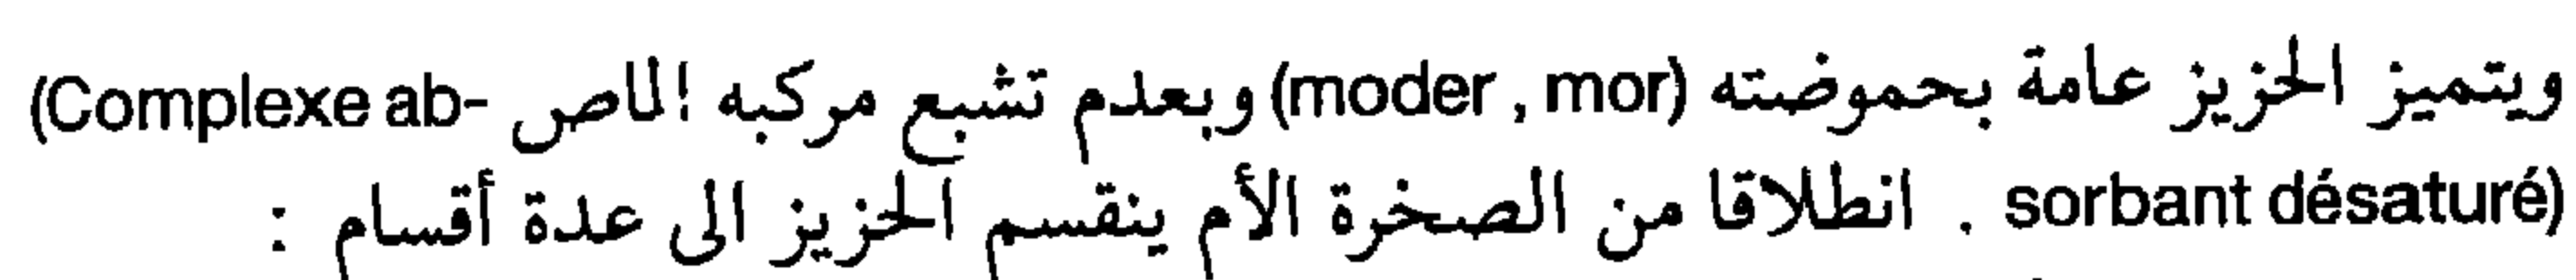 ويتميز الحزيز عامة بحموضته (moder , mor) وبعدم تشبع مركبه الماص (Complexe ab-
sorbant désaturé) . انطلاقا من الصخرة الأم ينقسم الحزيز الى عدة أقسام :